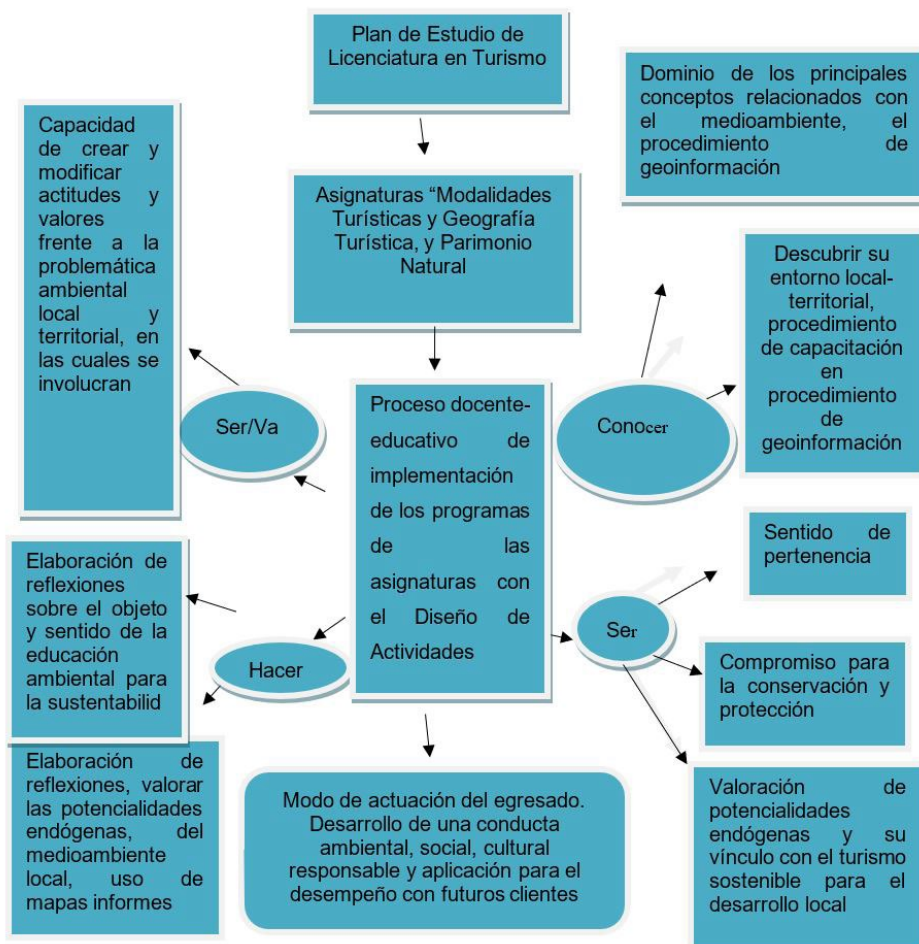 Plan de Estudio de
Licenciatura en Turismo
Dominio de los principales
conceptos relacionados con
el medioambiente, el
procedimiento de
geoinformación
Capacidad
de crear y
modificar
actitudes y
valores
frente a la
problemática
ambiental
local y
territorial, en
las cuales se
involucran
Asignaturas “Modalidades
Turísticas y Geografía
Turística, y Parimonio
Natural
Descubrir su
entorno local-
territorial,
procedimiento
de capacitación
en
procedimiento
de
geoinformación
Ser/Va
Proceso docente-
educativo de
implementación
de los programas
de las
asignaturas con
el Diseño de
Actividades
Conocer
Sentido de
pertenencia
Elaboración de
reflexiones
sobre el objeto
y sentido de la
educación
ambiental para
la sustentabilid
Hacer
Ser
Compromiso para
la conservación y
protección
Elaboración de
reflexiones, valorar
las potencialidades
endógenas, del
medioambiente
local, uso de
mapas informes
Modo de actuación del egresado.
Desarrollo de una conducta
ambiental, social, cultural
responsable y aplicación para el
desempeño con futuros clientes
Valoración de
potencialidades
endógenas y su
vínculo con el turismo
sostenible para el
desarrollo local